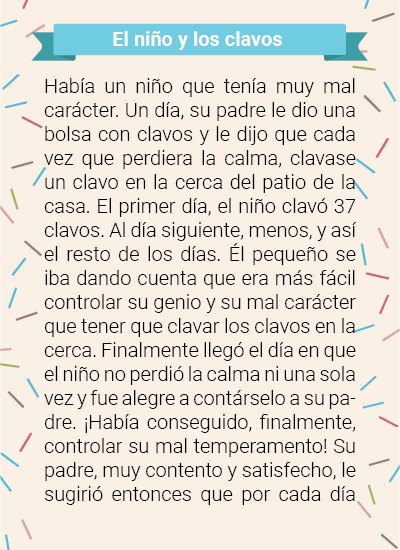 El niño y los clavos
Había un niño que tenía muy mal
carácter. Un día, su padre le dio una
bolsa con clavos y le dijo que cada
vez que perdiera la calma, clavase
un clavo en la cerca del patio de la
casa. El primer día, el niño clavó 37
clavos. Al día siguiente, menos, y así
el resto de los días. Él pequeño se
iba dando cuenta que era más fácil
controlar su genio y su mal carácter
que tener que clavar los clavos en la
cerca. Finalmente llegó el día en que
el niño no perdió la calma ni una sola
vez y fue alegre a contárselo a su pa-
dre. ¡Había conseguido, finalmente,
controlar su mal temperamento! Su
padre, muy contento y satisfecho, le
sugirió entonces que por cada día